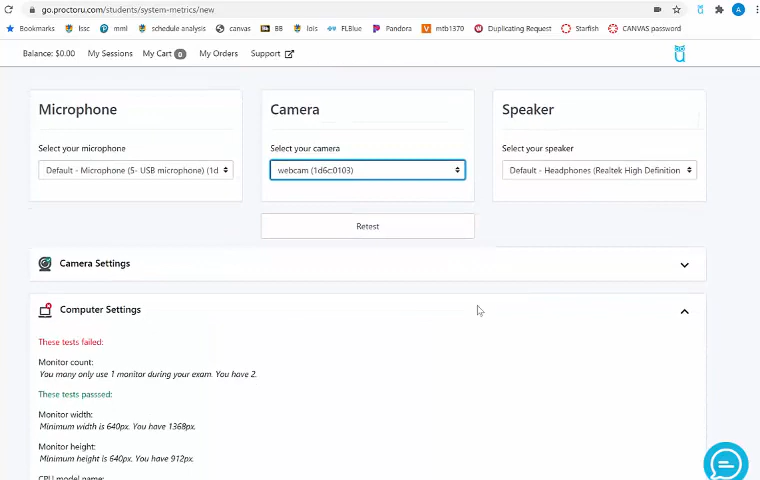 go.proctoru.com/students/system-metrics/new
A
Bookmarks lssc mml schedule analysis canvas BB lois FLBlue Pandora mtb1370 Duplicating Request Starfish CANVAS password
Balance: $0.00 My Sessions My Cart 0 My Orders Support
Microphone Camera Speaker
Select your microphone Select your camera Select your speaker
Default - Microphone (5- USB microphone) (1d webcam (1d6c0103) Default - Headphones (Realtek High Definition
Retest
Camera Settings
Computer Settings
These tests failed:
Monitor count:
You many only use 1 monitor during your exam. You have 2.
These tests passsed:
Monitor width:
Minimum width is 640px. You have 1368px.
Monitor height:
Minimum height is 640px. You have 912px.
CPU model name: